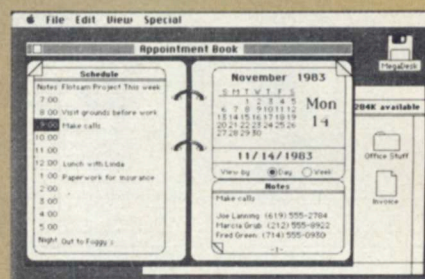 File Edit View Special
Appointment Book
MegaDesk
Schedule
Notes Flotsam Project This week
7:00
8:00 Visit grounds before work
9:00 Make calls
10:00
11:00
12:00 Lunch with Linda
1:00 Paperwork for insurance
2:00
3:00
4:00
5:00
Night Out to Foggy's
November 1983
S M T W T F S
1 2 3 4 5
6 7 8 9 10 11 12
13 14 15 16 17 18 19
20 21 22 23 24 25 26
27 28 29 30
Mon
14
11/14/1983
View by Day Week
Notes
Make calls
Joe Lanning (619) 555-2784
Marcia Grub (212) 555-8922
Fred Green (714) 555-0930
-1-
204K available
Office Stuff
Invoice